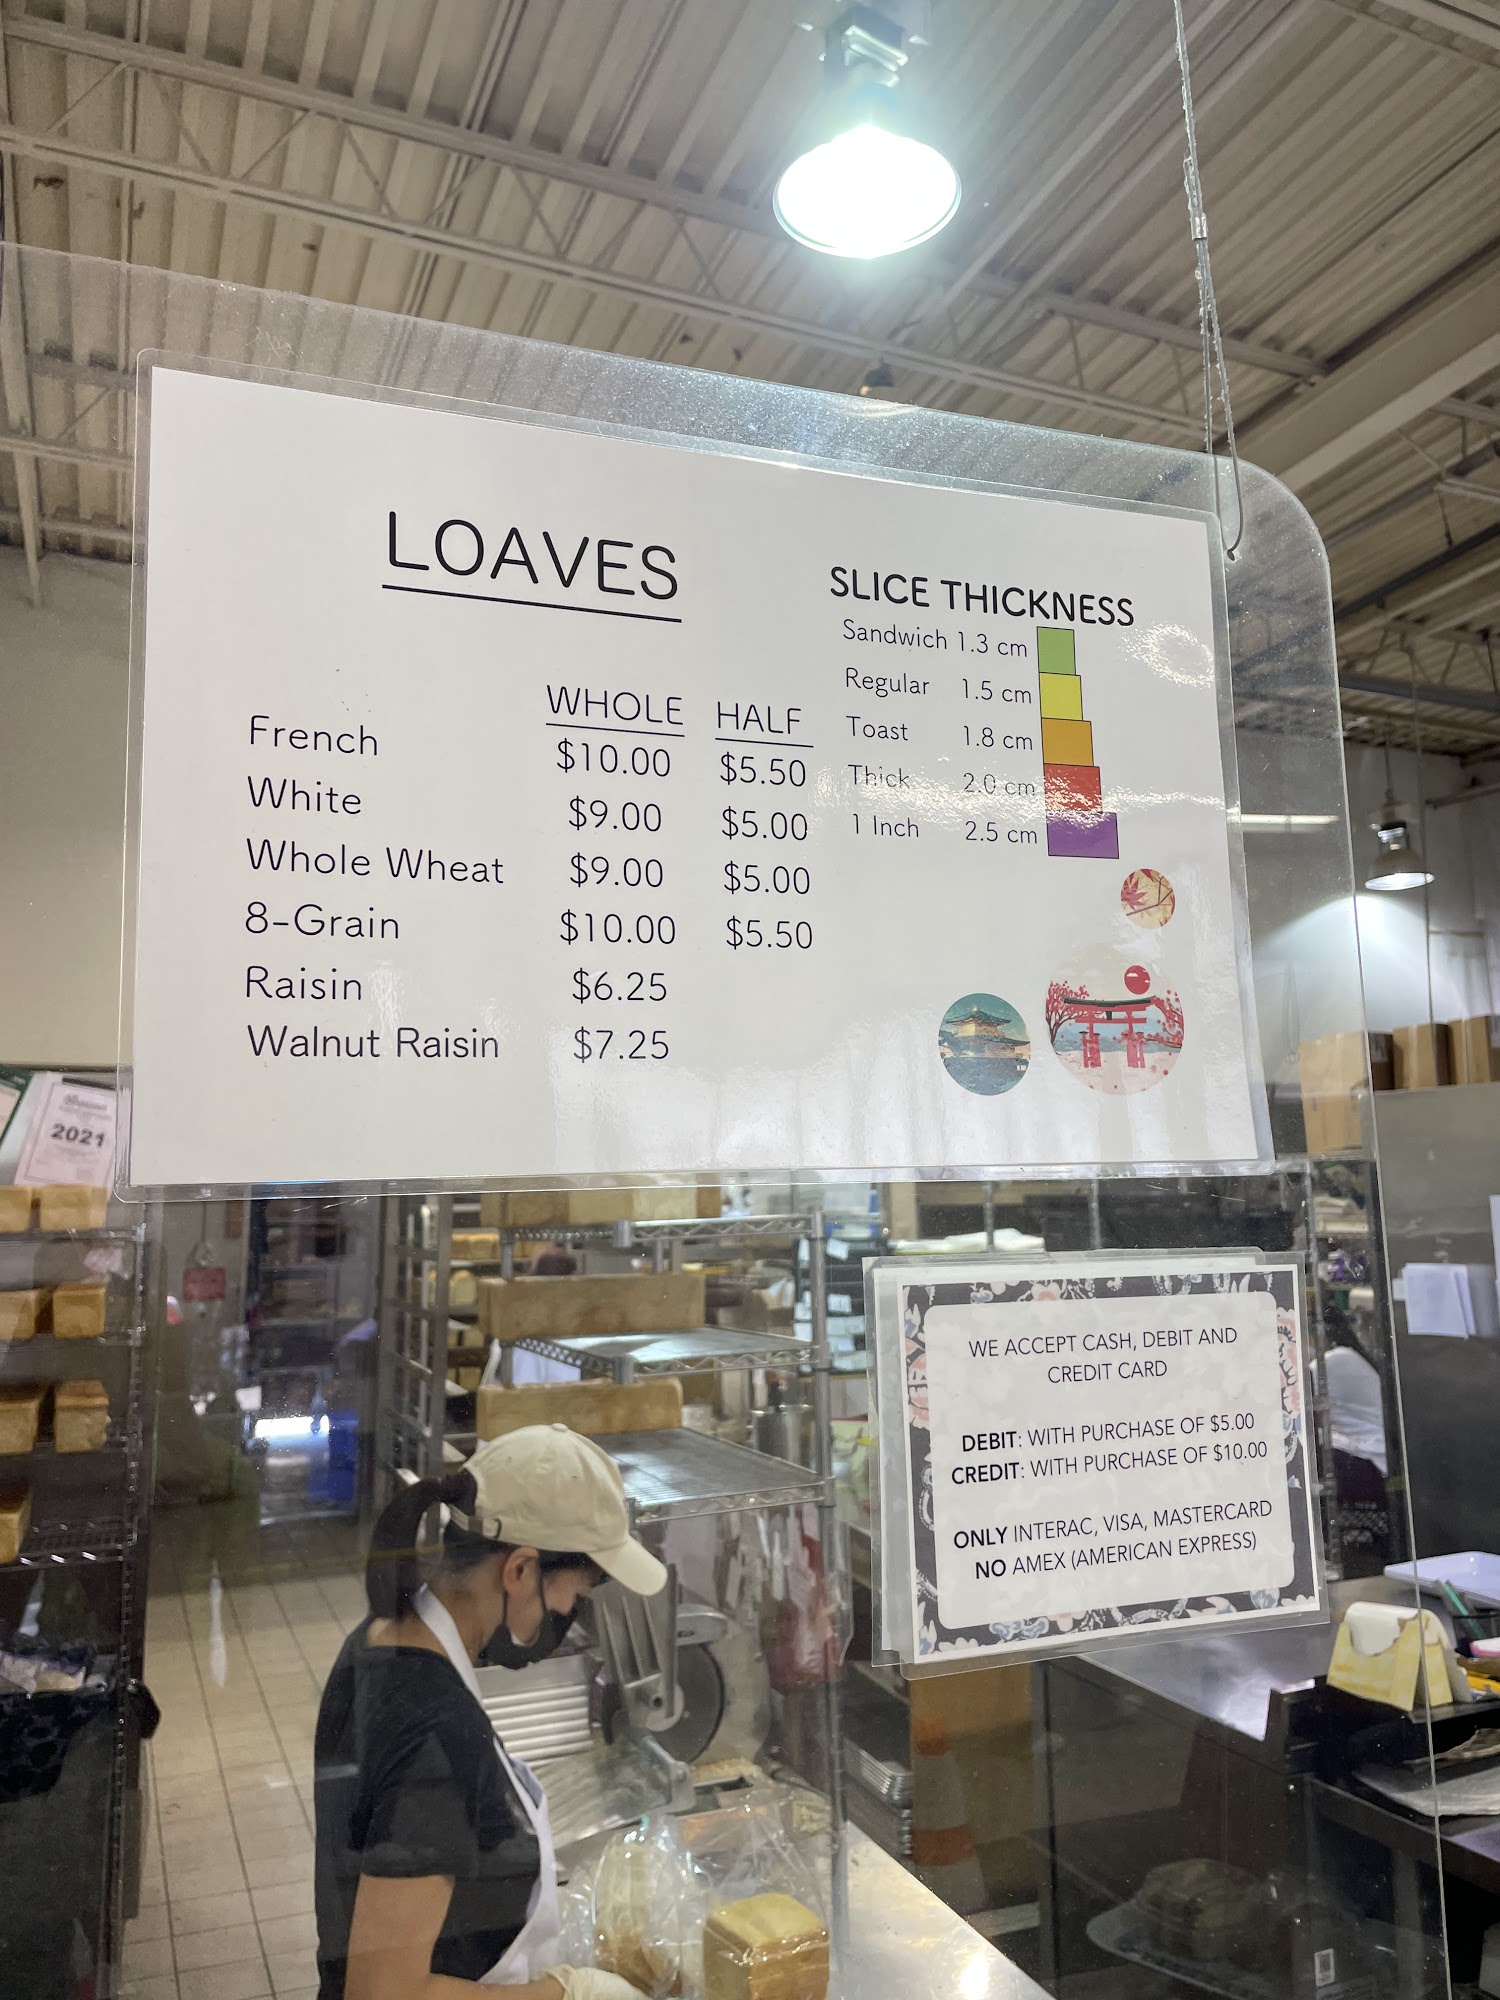 LOAVES
WHOLE HALF
French $10.00 $5.50
White $9.00 $5.00
Whole Wheat $9.00 $5.00
8-Grain $10.00 $5.50
Raisin $6.25
Walnut Raisin $7.25
SLICE THICKNESS
Sandwich 1.3 cm
Regular 1.5 cm
Toast 1.8 cm
Thick 2.0 cm
1 Inch 2.5 cm
2021
WE ACCEPT CASH, DEBIT AND
CREDIT CARD
DEBIT: WITH PURCHASE OF $5.00
CREDIT: WITH PURCHASE OF $10.00
ONLY INTERAC, VISA, MASTERCARD
NO AMEX (AMERICAN EXPRESS)